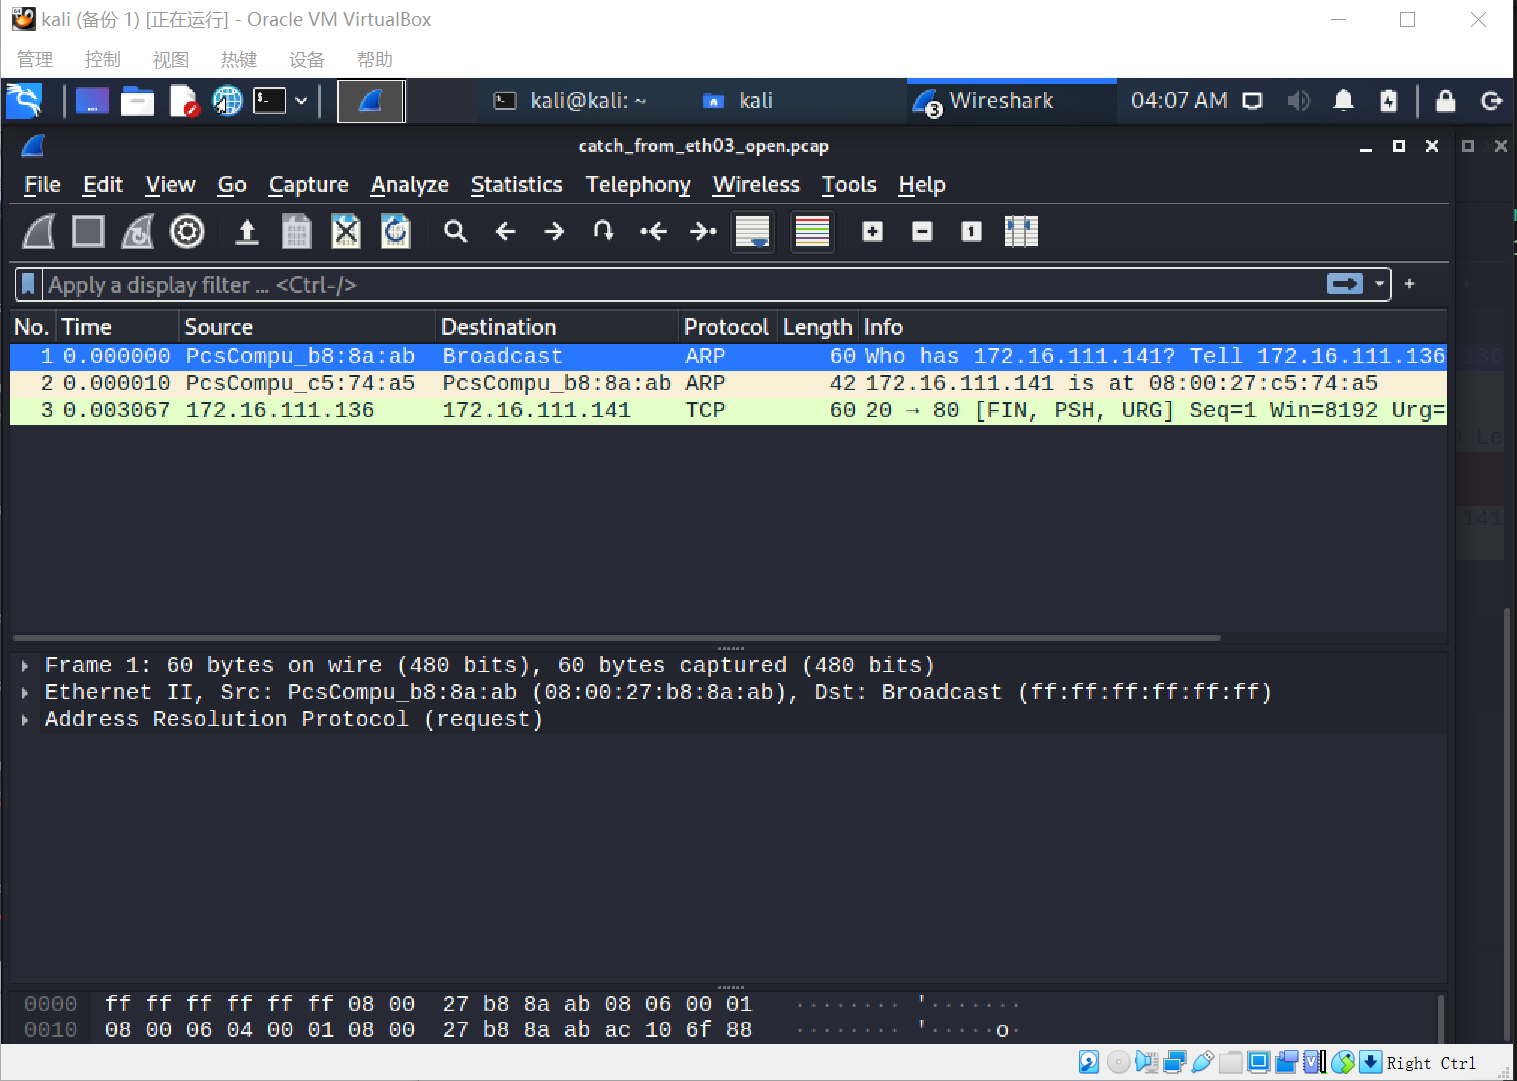 kali (备份 1) [正在运行] - Oracle VM VirtualBox
管理 控制 视图 热键 设备 帮助
kali@kali: ~ kali 3 Wireshark 04:07 AM
catch_from_eth03_open.pcap
File Edit View Go Capture Analyze Statistics Telephony Wireless Tools Help
Apply a display filter ... <Ctrl-/>
No. Time Source Destination Protocol Length Info
1 0.000000 PcsCompu_b8:8a:ab Broadcast ARP 60 Who has 172.16.111.141? Tell 172.16.111.136
2 0.000010 PcsCompu_c5:74:a5 PcsCompu_b8:8a:ab ARP 42 172.16.111.141 is at 08:00:27:c5:74:a5
3 0.003067 172.16.111.136 172.16.111.141 TCP 60 20 → 80 [FIN, PSH, URG] Seq=1 Win=8192 Urg=
Le
141
Frame 1: 60 bytes on wire (480 bits), 60 bytes captured (480 bits)
Ethernet II, Src: PcsCompu_b8:8a:ab (08:00:27:b8:8a:ab), Dst: Broadcast (ff:ff:ff:ff:ff:ff)
Address Resolution Protocol (request)
0000 ff ff ff ff ff ff 08 00 27 b8 8a ab 08 06 00 01 ········ '·······
0010 08 00 06 04 00 01 08 00 27 b8 8a ab ac 10 6f 88 ········ '·····o·
Right Ctrl